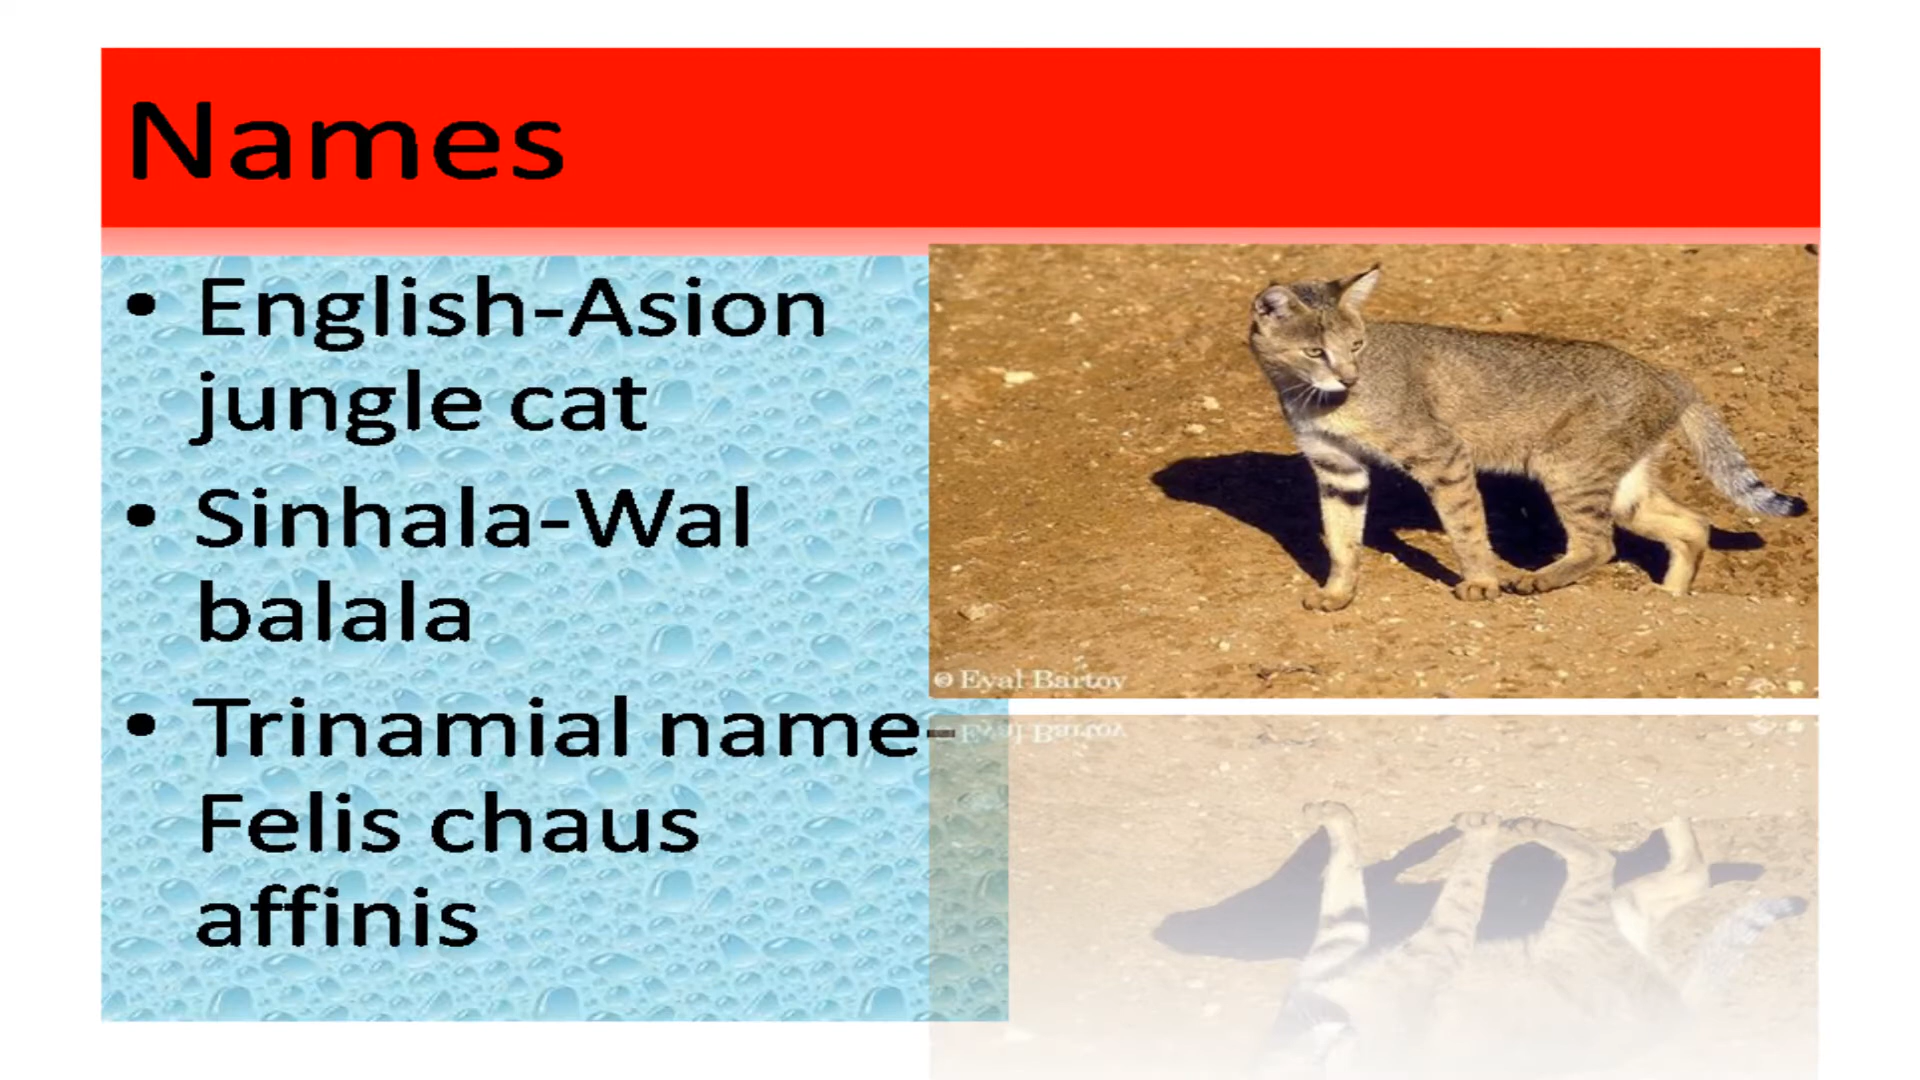 Names
• English-Asion
jungle cat
• Sinhala-Wal
balala
• Trinamial name-
Felis chaus
affinis
© Eyal Bartov